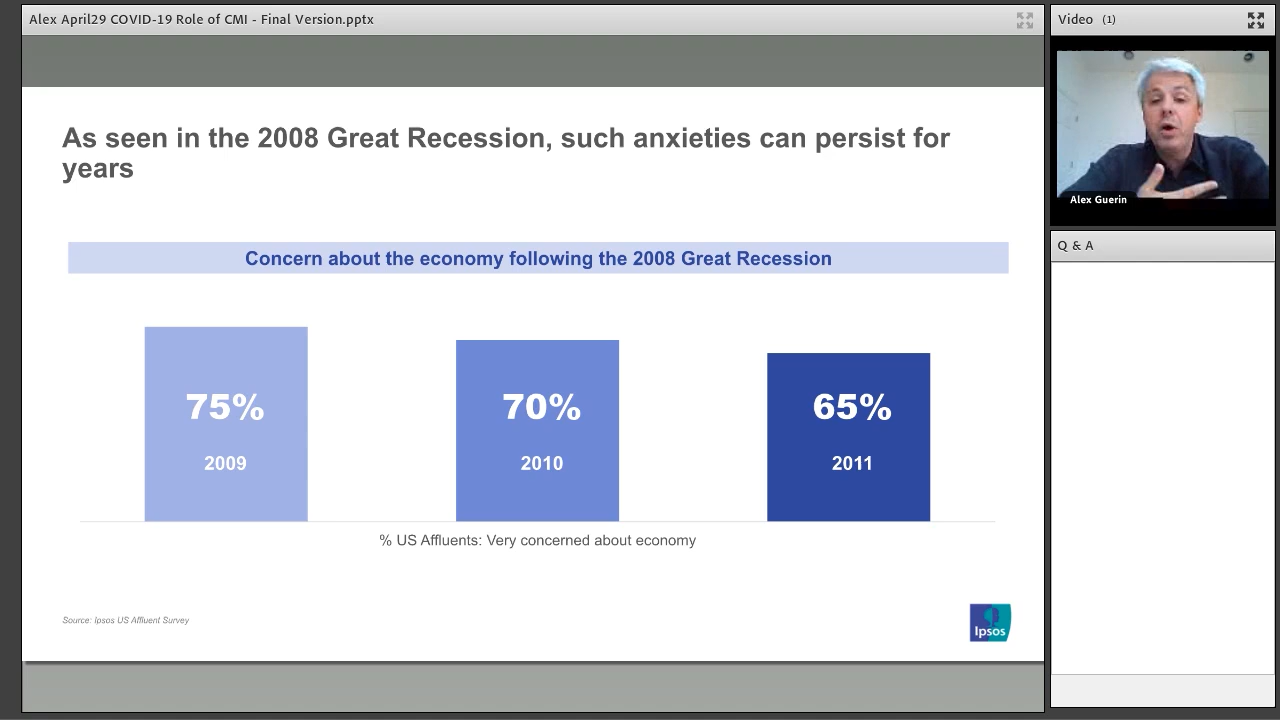 Alex April29 COVID-19 Role of CMI - Final Version.pptx
Video (1)
Alex Guerin
Q & A
As seen in the 2008 Great Recession, such anxieties can persist for
years
Concern about the economy following the 2008 Great Recession
75%
2009
70%
2010
65%
2011
% US Affluents: Very concerned about economy
Source: Ipsos US Affluent Survey
Ipsos